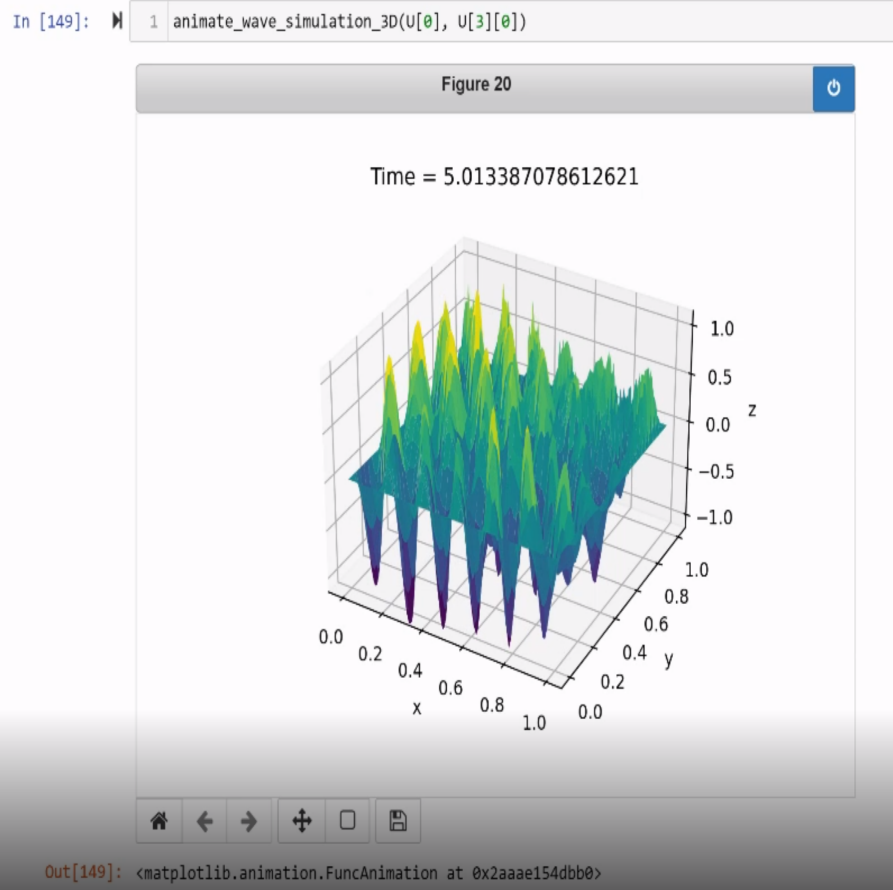 In [149]: 1 animate_wave_simulation_3D(U[0], U[3][0])
Figure 20
Time = 5.013387078612621
1.0
0.5
0.0
−0.5
−1.0
z
0.0
0.2
0.4
0.6
0.8
1.0
x
0.0
0.2
0.4
0.6
0.8
1.0
y
Out[149]: <matplotlib.animation.FuncAnimation at 0x2aaae154dbb0>